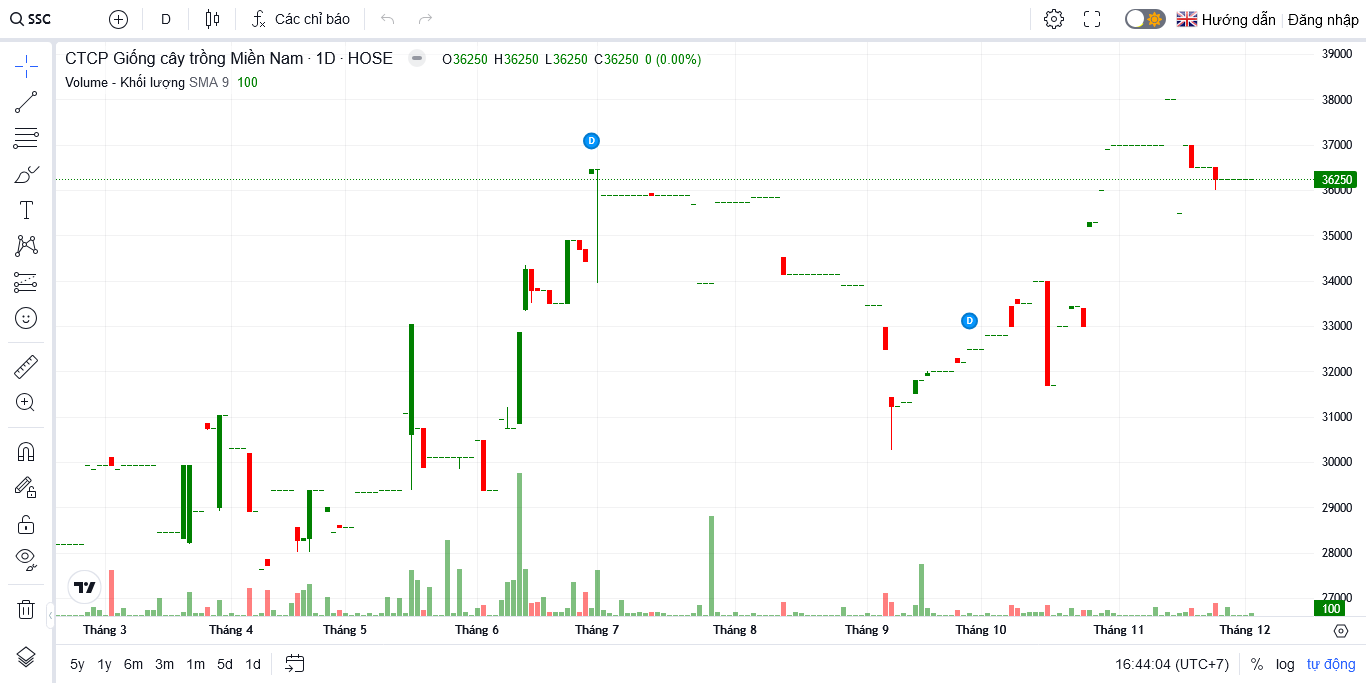 SSC D Các chỉ báo Hướng dẫn Đăng nhập
CTCP Giống cây trồng Miền Nam · 1D · HOSE O36250 H36250 L36250 C36250 0 (0.00%)
Volume - Khối lượng SMA 9 100
39000
38000
37000
36250
36000
35000
34000
33000
32000
31000
30000
29000
28000
27000
100
D
D
Tháng 3 Tháng 4 Tháng 5 Tháng 6 Tháng 7 Tháng 8 Tháng 9 Tháng 10 Tháng 11 Tháng 12
5y 1y 6m 3m 1m 5d 1d 16:44:04 (UTC+7) % log tự động